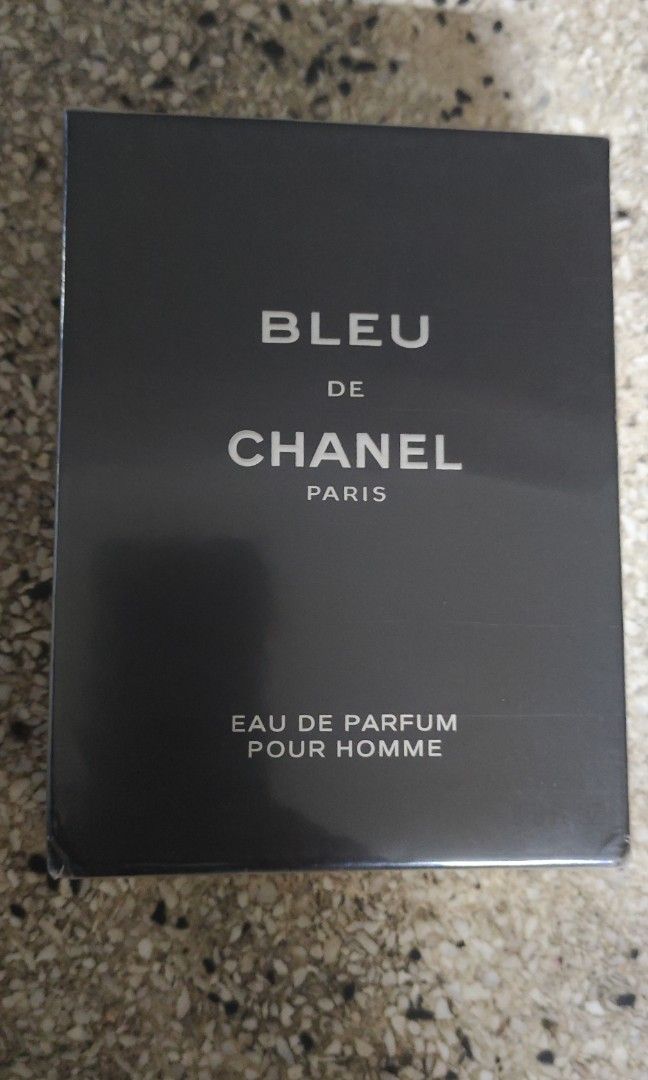 BLEU
DE
CHANEL
PARIS
EAU DE PARFUM
POUR HOMME